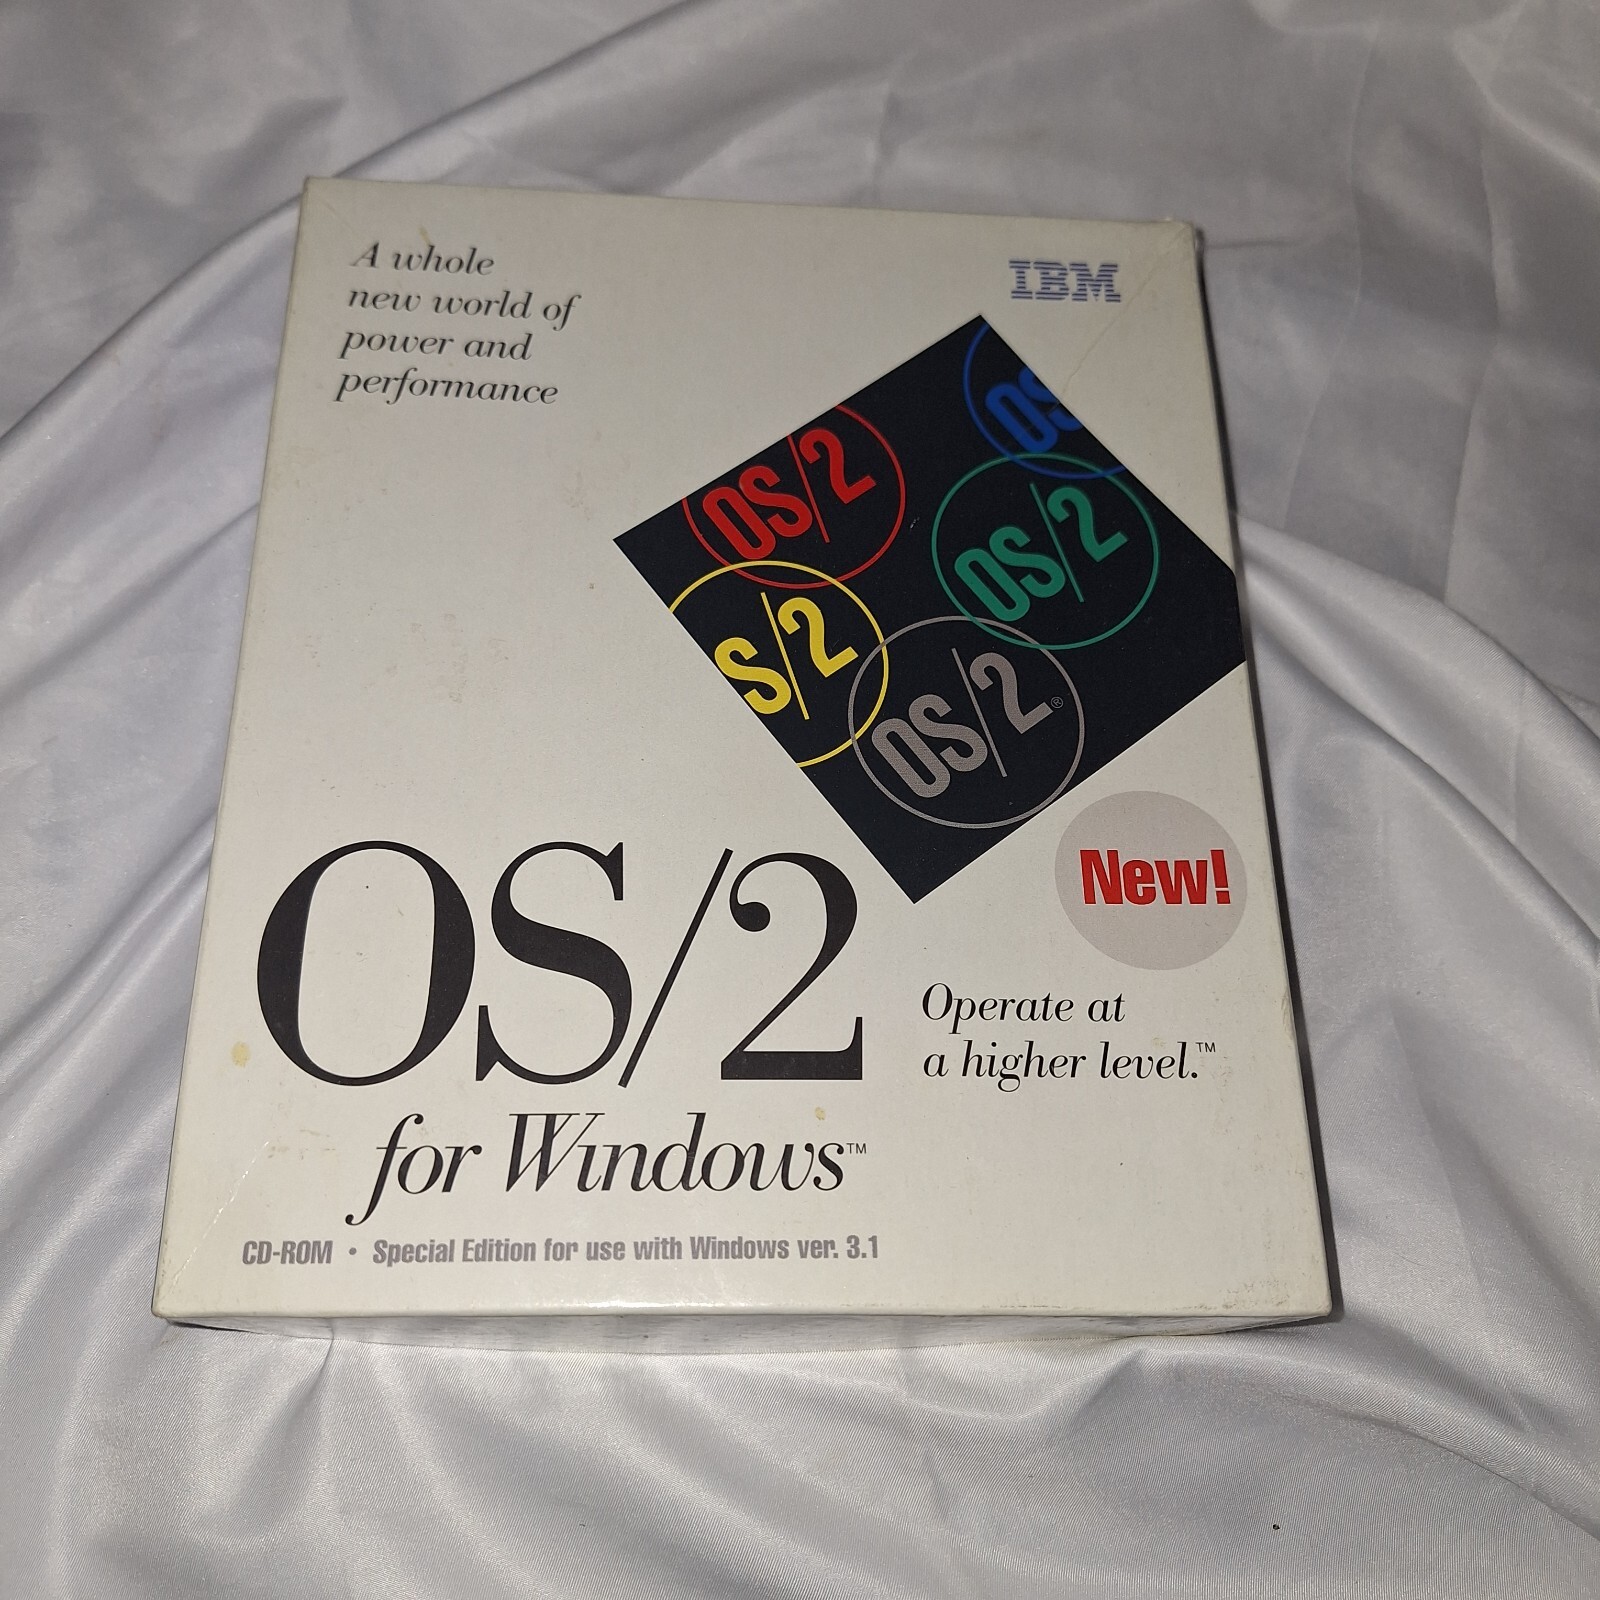 A whole
new world of
power and
performance
IBM
OS
OS/2
OS/2
S/2
OS/2®
New!
OS/2
Operate at
a higher level.™
for Windows™
CD-ROM • Special Edition for use with Windows ver. 3.1